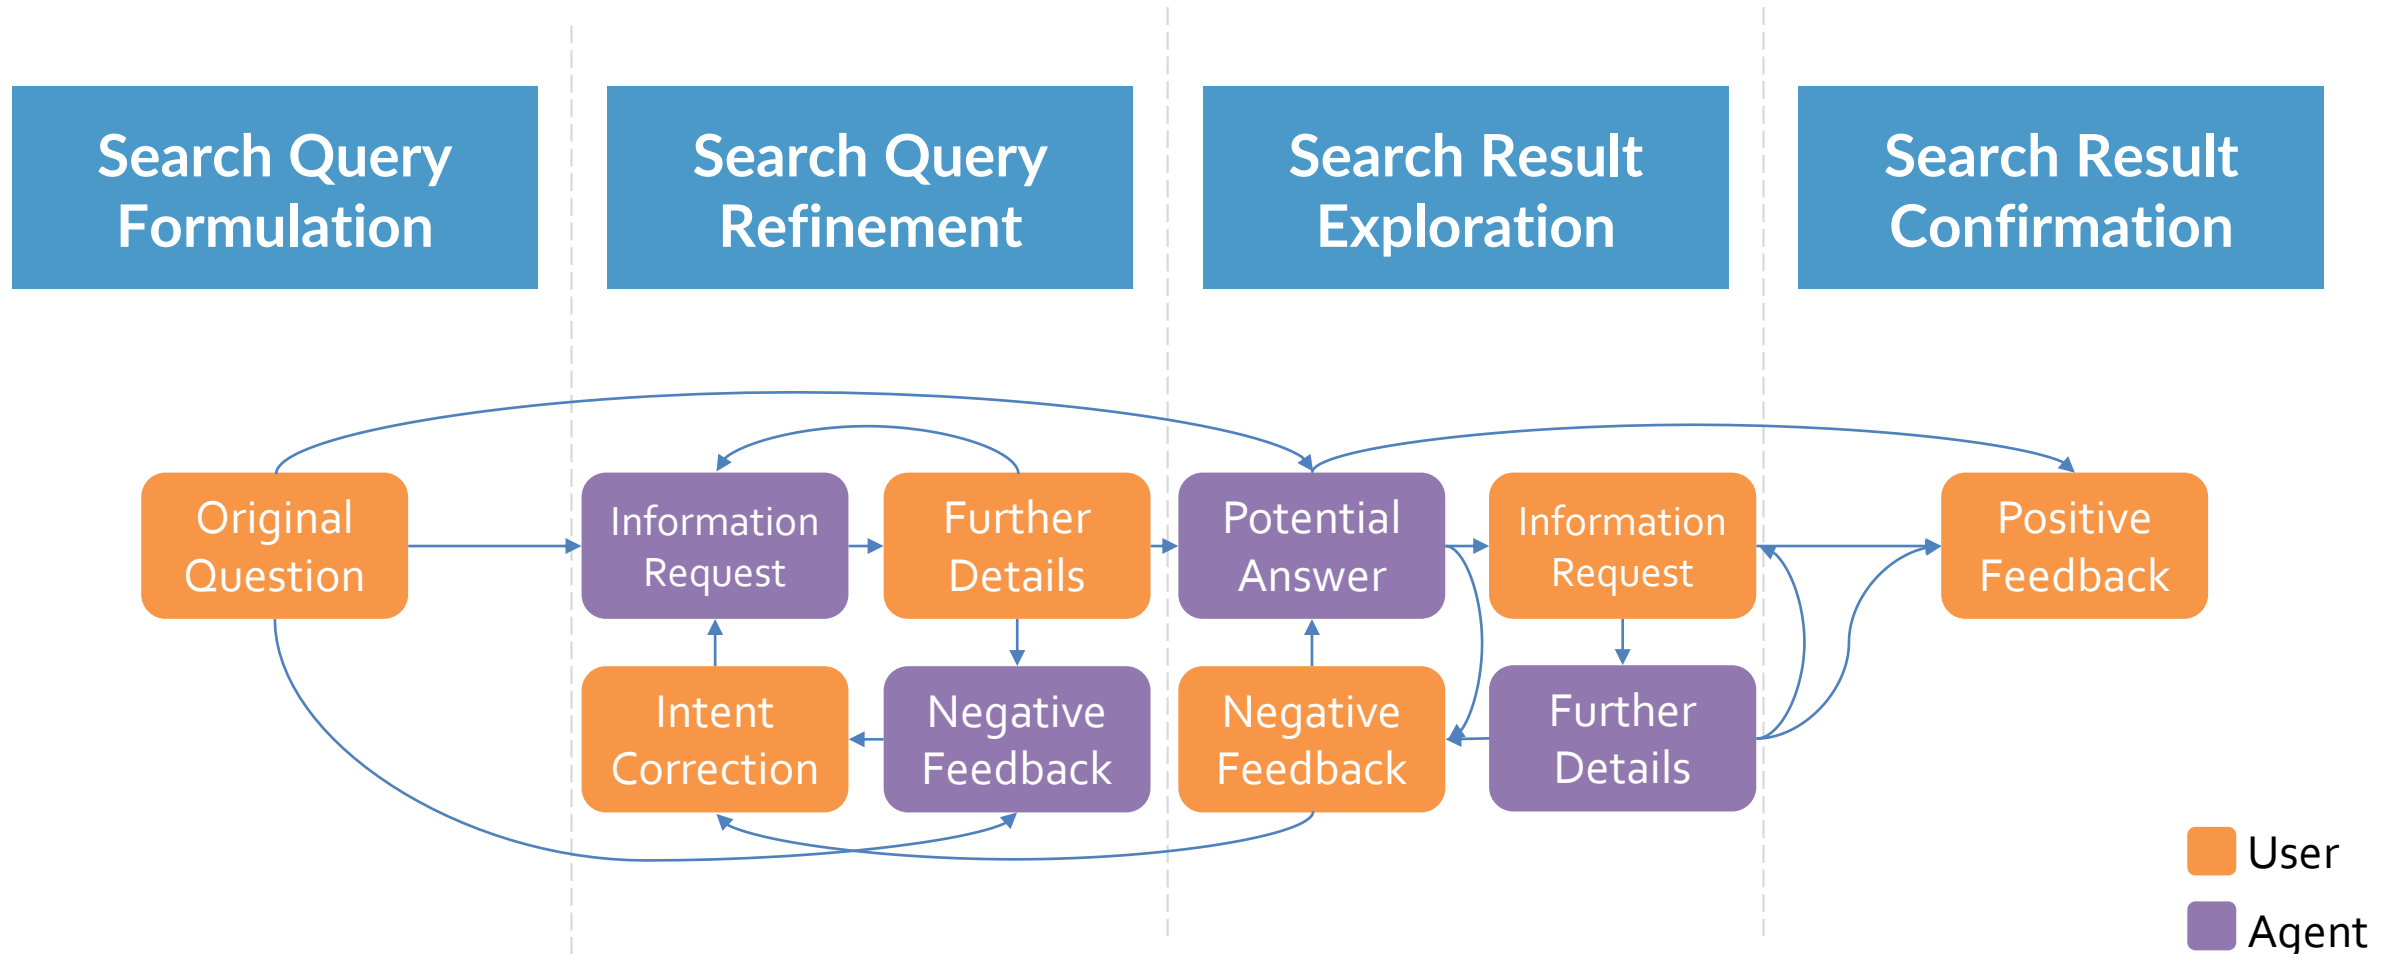 Search Query
Formulation
Search Query
Refinement
Search Result
Exploration
Search Result
Confirmation
Original
Question
Information
Request
Further
Details
Potential
Answer
Information
Request
Positive
Feedback
Intent
Correction
Negative
Feedback
Negative
Feedback
Further
Details
User
Agent